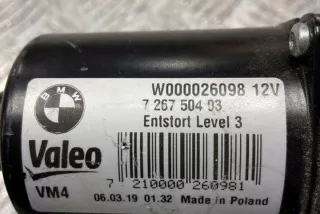 BMW
W000026098 12V
7 267 504 03
Entstort Level 3
Valeo
7 210000 260981
VM4 06.03.19 01.32 Made in Poland